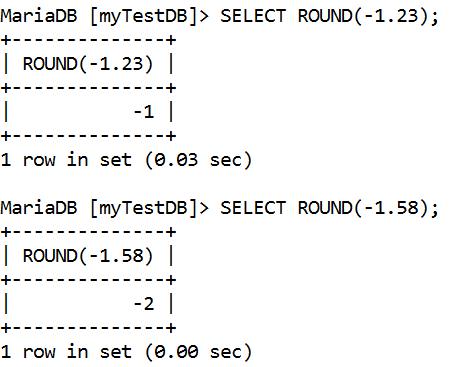 MariaDB [myTestDB]> SELECT ROUND(-1.23);
+--------------+
| ROUND(-1.23) |
+--------------+
|           -1 |
+--------------+
1 row in set (0.03 sec)

MariaDB [myTestDB]> SELECT ROUND(-1.58);
+--------------+
| ROUND(-1.58) |
+--------------+
|           -2 |
+--------------+
1 row in set (0.00 sec)